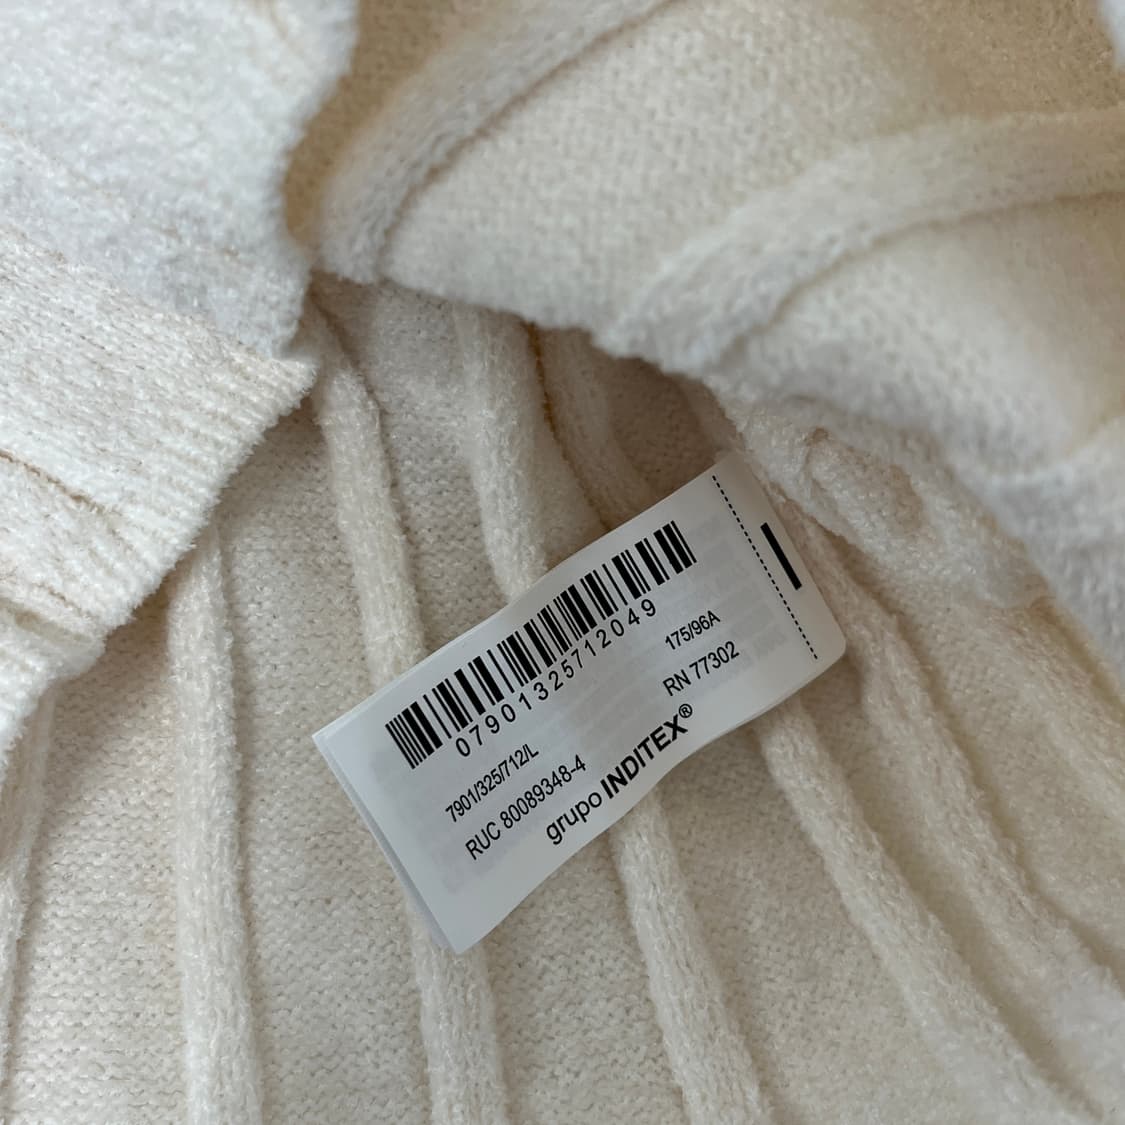 07901325712049
7901/325/712/L
175/96A
RUC 80089348-4
RN 77302
grupo INDITEX®